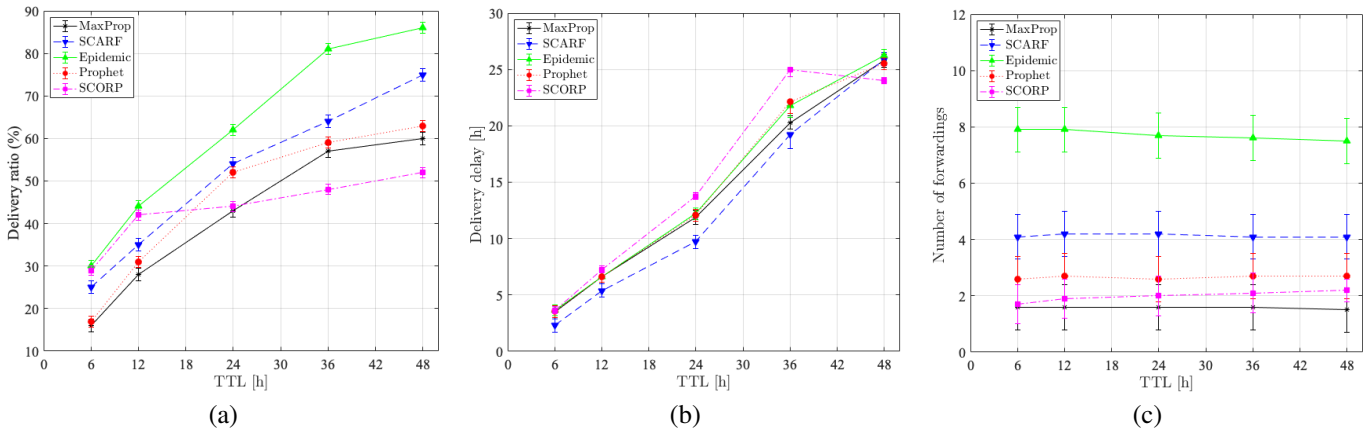 90
80
70
60
50
40
30
20
10
0
6
12
18
24
30
36
42
48
Delivery ratio (%)
TTL [h]
MaxProp
SCARF
Epidemic
Prophet
SCORP
(a)
30
25
20
15
10
5
0
0
6
12
18
24
30
36
42
48
Delivery delay [h]
TTL [h]
MaxProp
SCARF
Epidemic
Prophet
SCORP
(b)
12
10
8
6
4
2
0
0
6
12
18
24
30
36
42
48
Number of forwardings
TTL [h]
MaxProp
SCARF
Epidemic
Prophet
SCORP
(c)